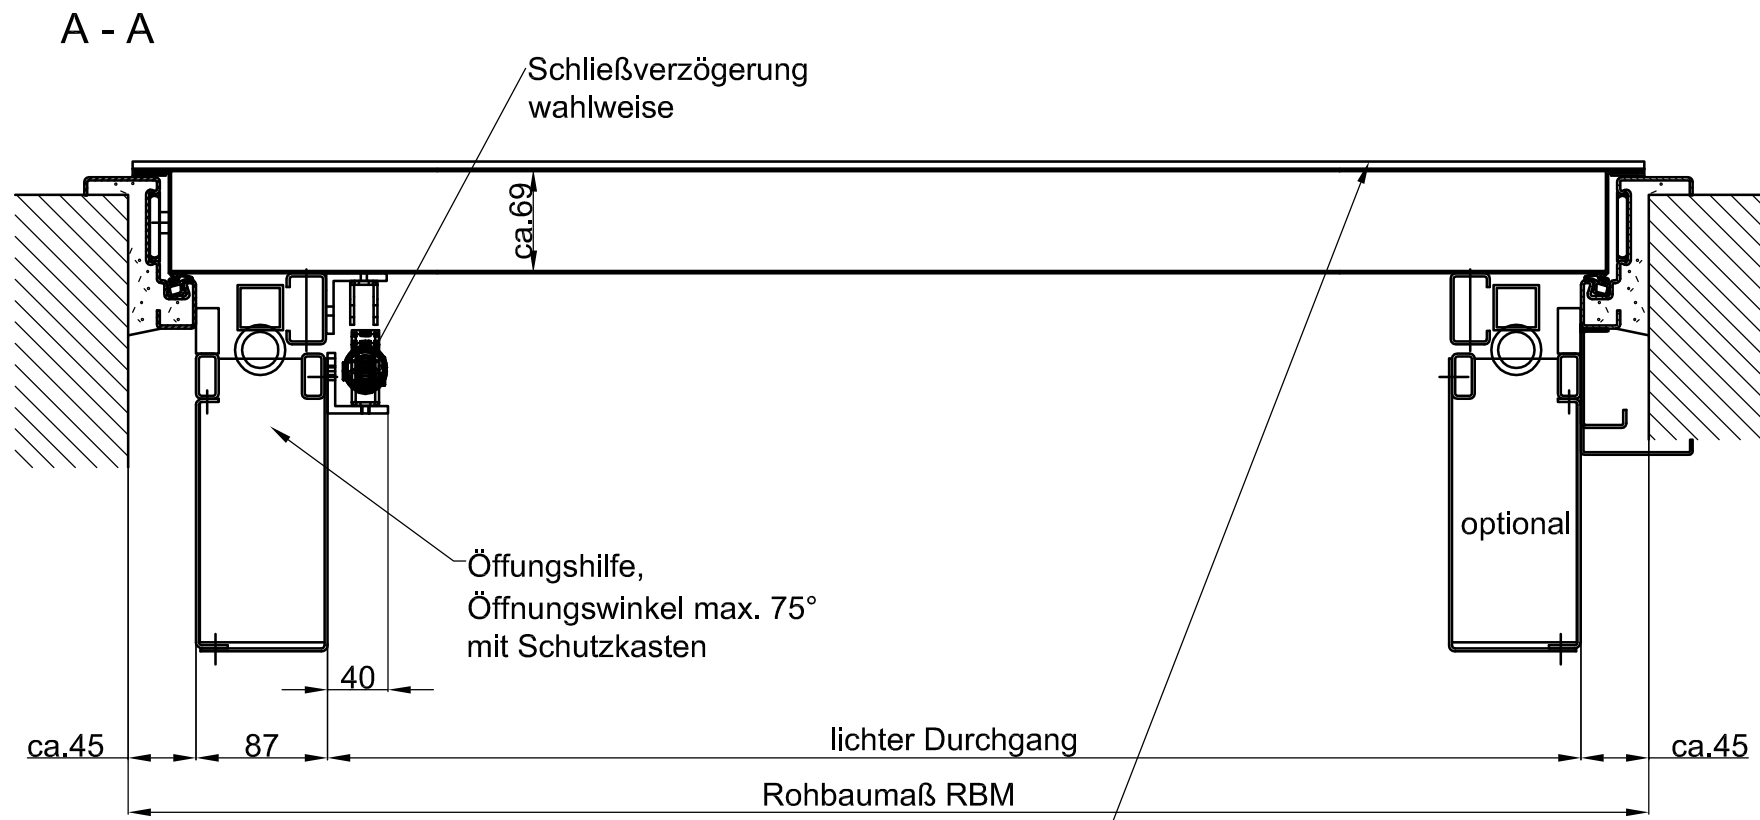 A - A
Schließverzögerung
wahlweise
ca.69
optional
Öffungshilfe,
Öffnungswinkel max. 75°
mit Schutzkasten
40
ca.45
87
lichter Durchgang
ca.45
Rohbaumaß RBM